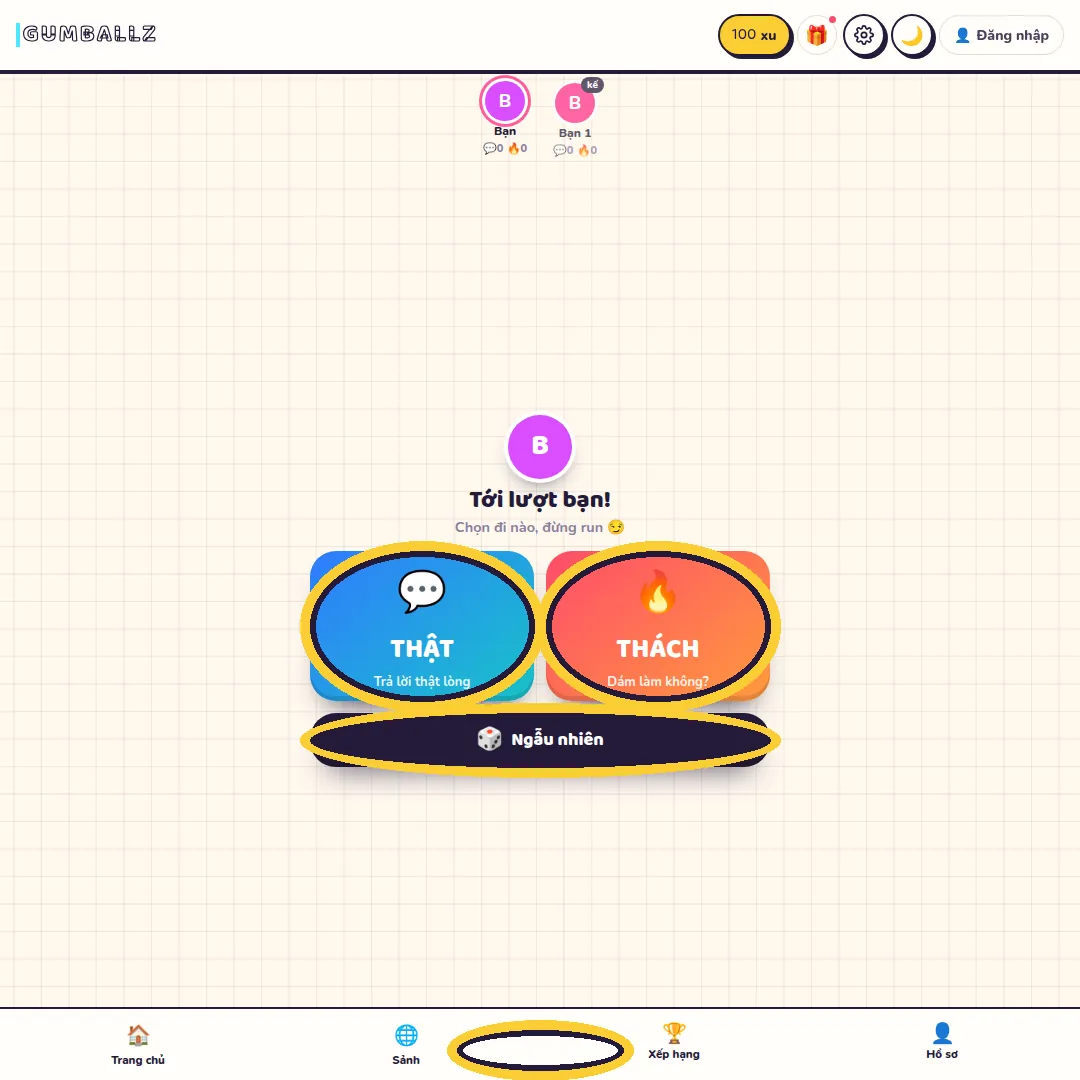 GUMBALLZ
100 xu
Đăng nhập
B
B
kế
Bạn
Bạn 1
0 0
0 0
B
Tới lượt bạn!
Chọn đi nào, đừng run
THẬT
Trả lời thật lòng
THÁCH
Dám làm không?
Ngẫu nhiên
Trang chủ
Sảnh
Xếp hạng
Hồ sơ